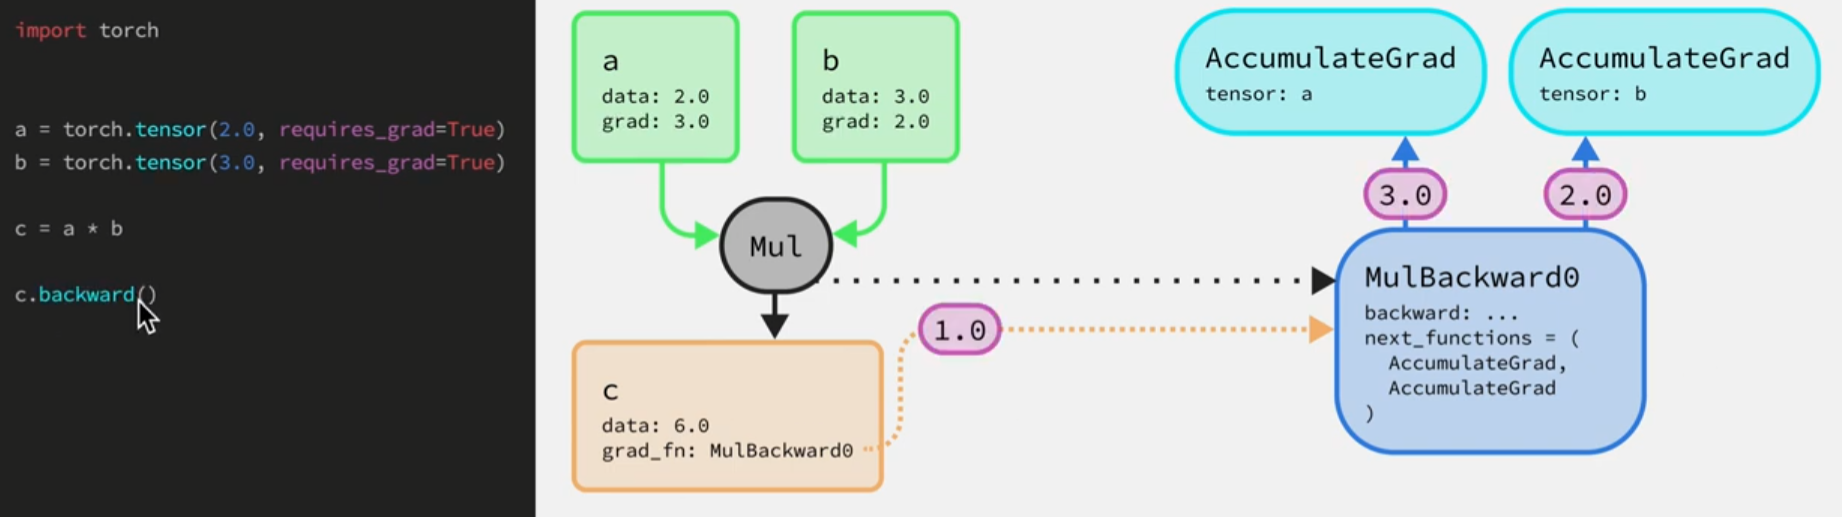 import torch
a = torch.tensor(2.0, requires_grad=True)
b = torch.tensor(3.0, requires_grad=True)
c = a * b
c.backward()
a
data: 2.0
grad: 3.0
b
data: 3.0
grad: 2.0
Mul
c
data: 6.0
grad_fn: MulBackward0
1.0
AccumulateGrad
tensor: a
AccumulateGrad
tensor: b
3.0
2.0
MulBackward0
backward: ...
next_functions = (
AccumulateGrad,
AccumulateGrad
)